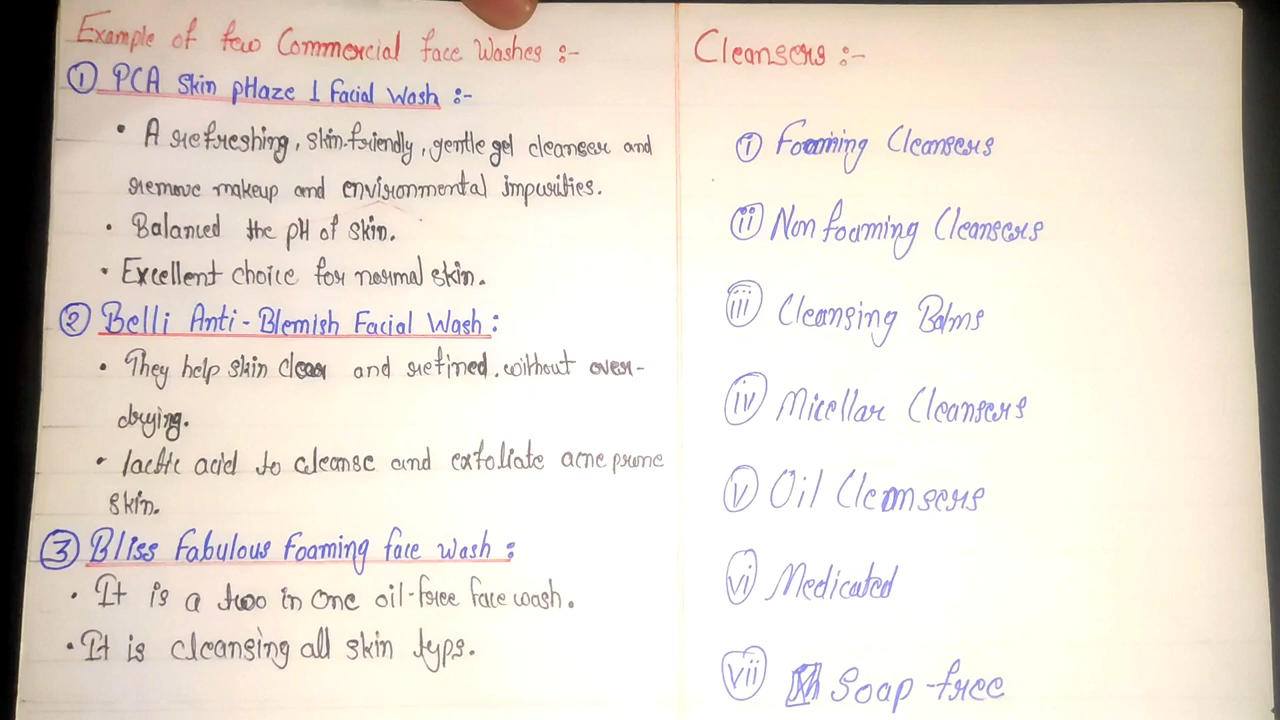 Example of few Commercial face Washes :-
① PCA Skin pHaze 1 Facial Wash :-
• A refreshing, skin-friendly, gentle gel cleanser and
remove makeup and environmental impurities.
• Balanced the pH of skin.
• Excellent choice for normal skin.
② Belli Anti-Blemish Facial Wash :
• They help skin clear and refined. without over-
drying.
• lactic acid to cleanse and exfoliate acne prone
skin.
③ Bliss Fabulous Foaming face wash :
• It is a two in one oil-free face wash.
• It is cleansing all skin typs.
Cleansers :-
i Foaming Cleansers
ii Non foaming Cleansers
iii Cleansing Balms
iv Micellar Cleansers
v Oil Cleansers
vi Medicated
vii Soap-free